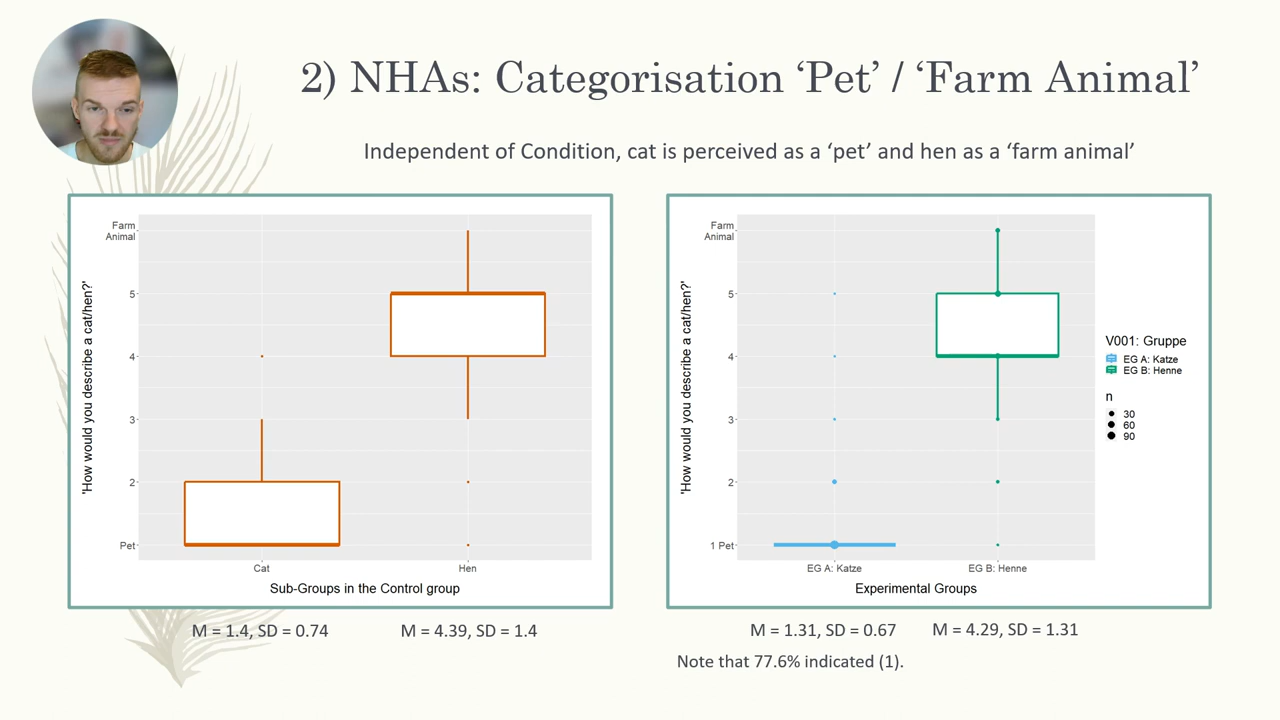 2) NHAs: Categorisation ‘Pet’ / ‘Farm Animal’
Independent of Condition, cat is perceived as a ‘pet’ and hen as a ‘farm animal’
'How would you describe a cat/hen?'
Farm
Animal
5
4
3
2
Pet
Cat
Hen
Sub-Groups in the Control group
M = 1.4, SD = 0.74
M = 4.39, SD = 1.4
'How would you describe a cat/hen?'
Farm
Animal
5
4
3
2
1 Pet
EG A: Katze
EG B: Henne
Experimental Groups
V001: Gruppe
EG A: Katze
EG B: Henne
n
30
60
90
M = 1.31, SD = 0.67
M = 4.29, SD = 1.31
Note that 77.6% indicated (1).